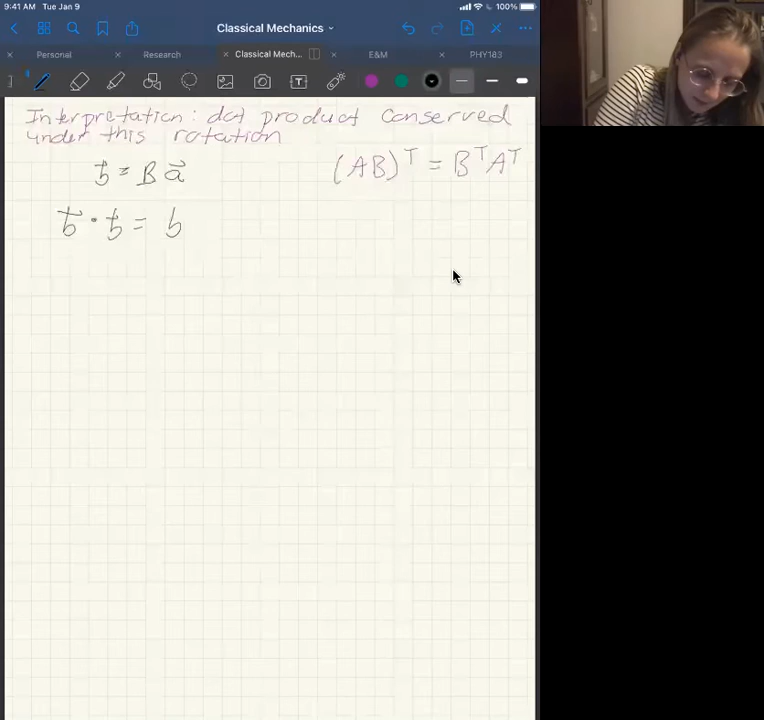 9:41 AM Tue Jan 9 100%
Classical Mechanics
Personal Research Classical Mech... E&M PHY183
Interpretation: dot product conserved
under this rotation
b⃗ = B a⃗ (AB)ᵀ = BᵀAᵀ
b⃗ · b⃗ = b